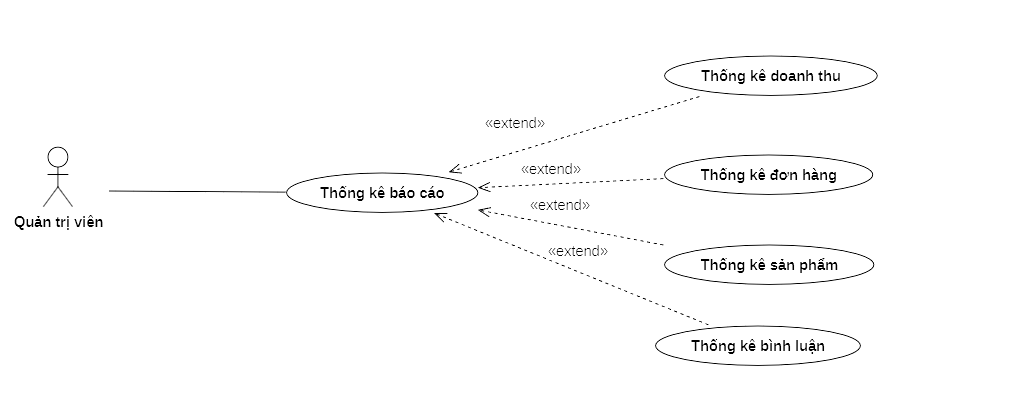 Thống kê doanh thu
«extend»
«extend»
Thống kê đơn hàng
Thống kê báo cáo
«extend»
Quản trị viên
«extend»
Thống kê sản phẩm
Thống kê bình luận